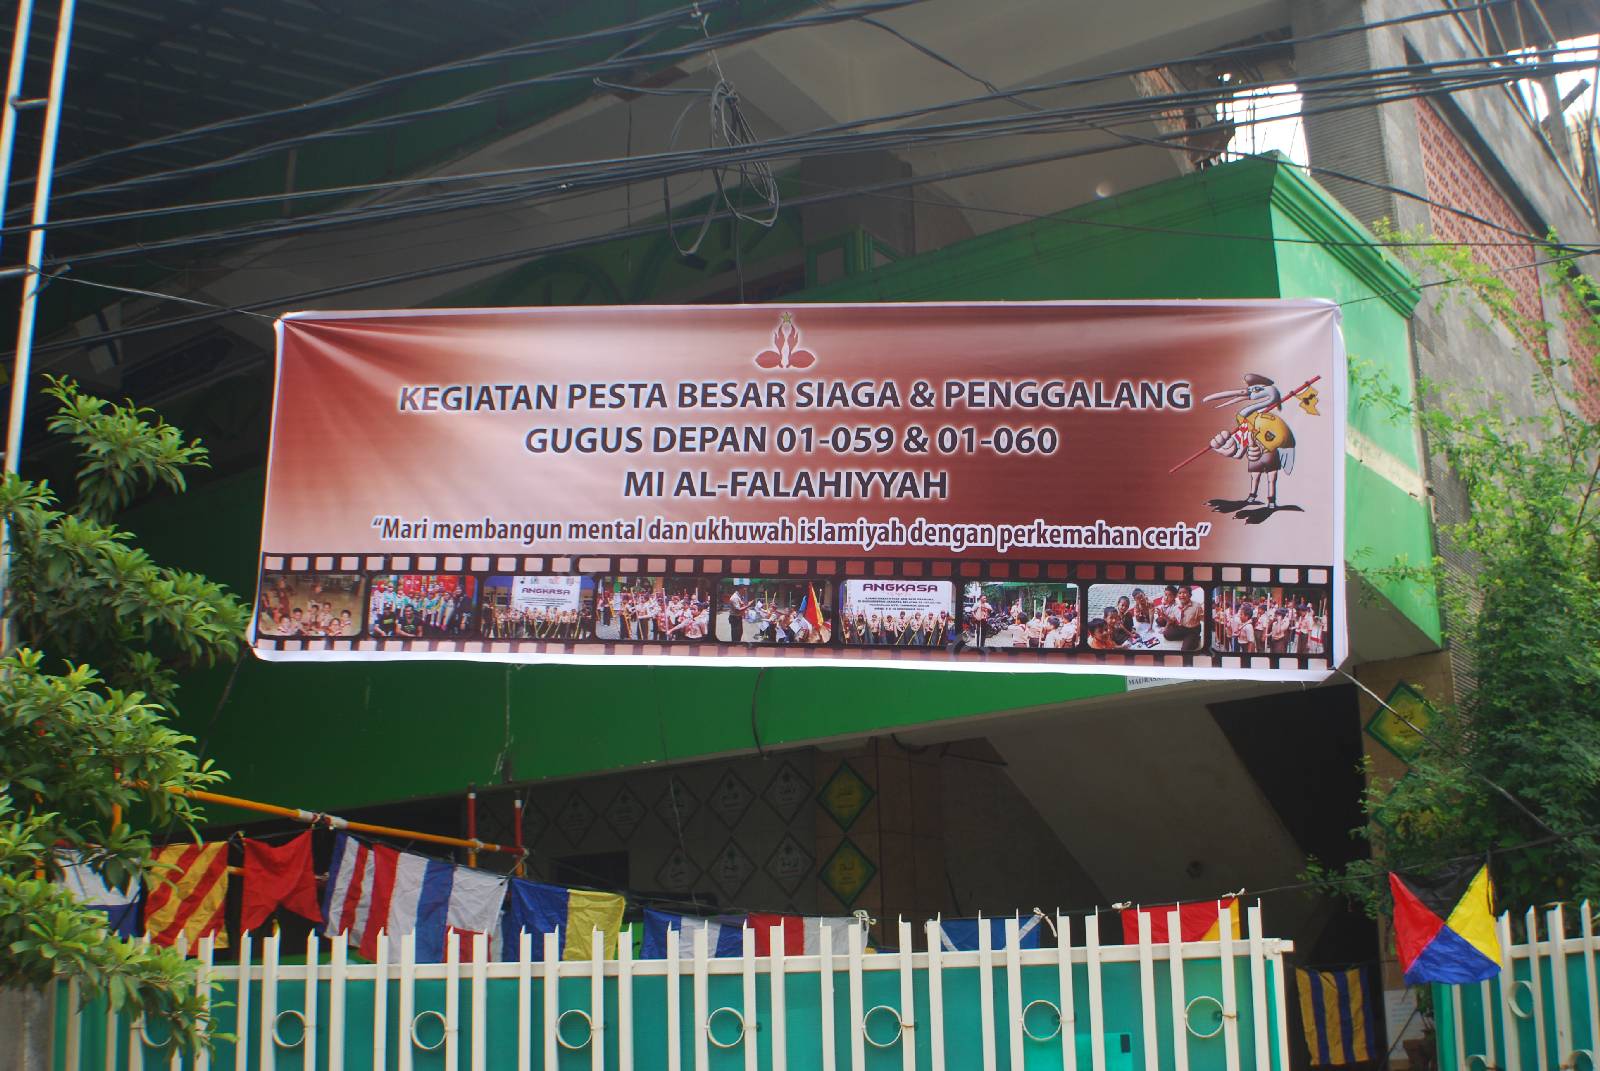 KEGIATAN PESTA BESAR SIAGA & PENGGALANG
GUGUS DEPAN 01-059 & 01-060
MI AL-FALAHIYYAH
“Mari membangun mental dan ukhuwah islamiyah dengan perkemahan ceria”
ANGKASA
ANGKASA